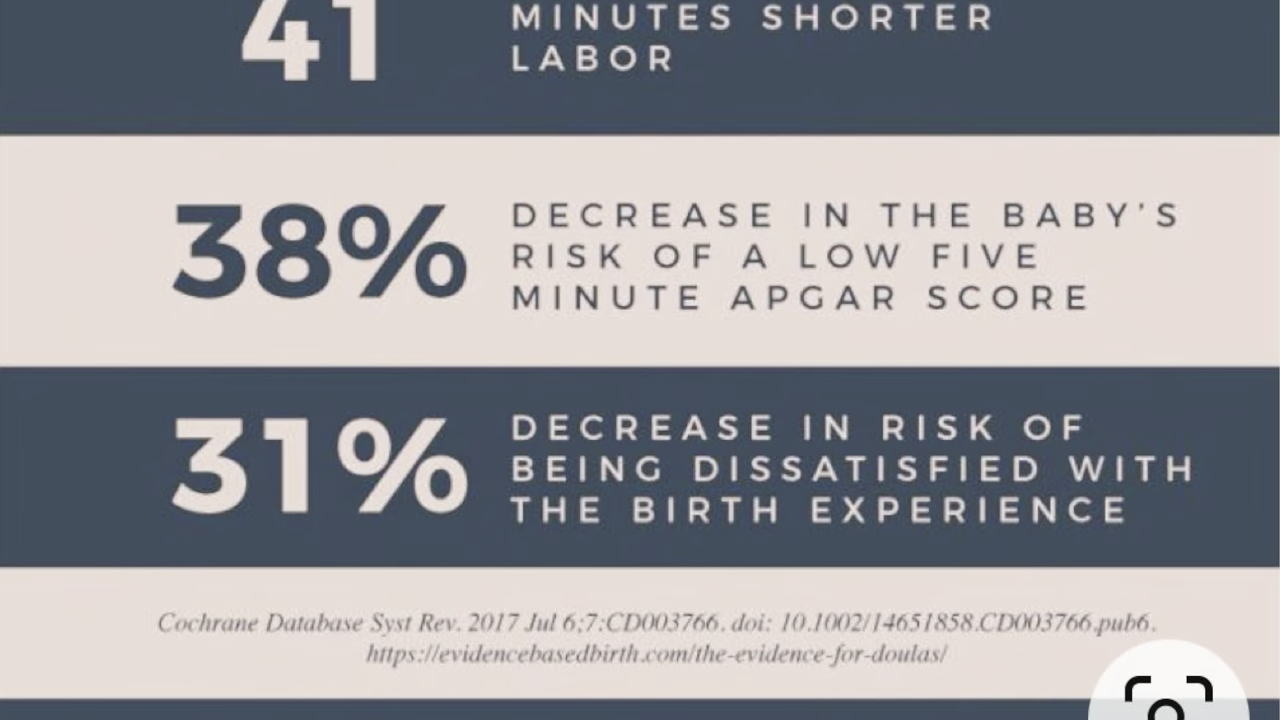 41
MINUTES SHORTER
LABOR
38%
DECREASE IN THE BABY'S
RISK OF A LOW FIVE
MINUTE APGAR SCORE
31%
DECREASE IN RISK OF
BEING DISSATISFIED WITH
THE BIRTH EXPERIENCE
Cochrane Database Syst Rev. 2017 Jul 6;7:CD003766. doi: 10.1002/14651858.CD003766.pub6.
https://evidencebasedbirth.com/the-evidence-for-doulas/